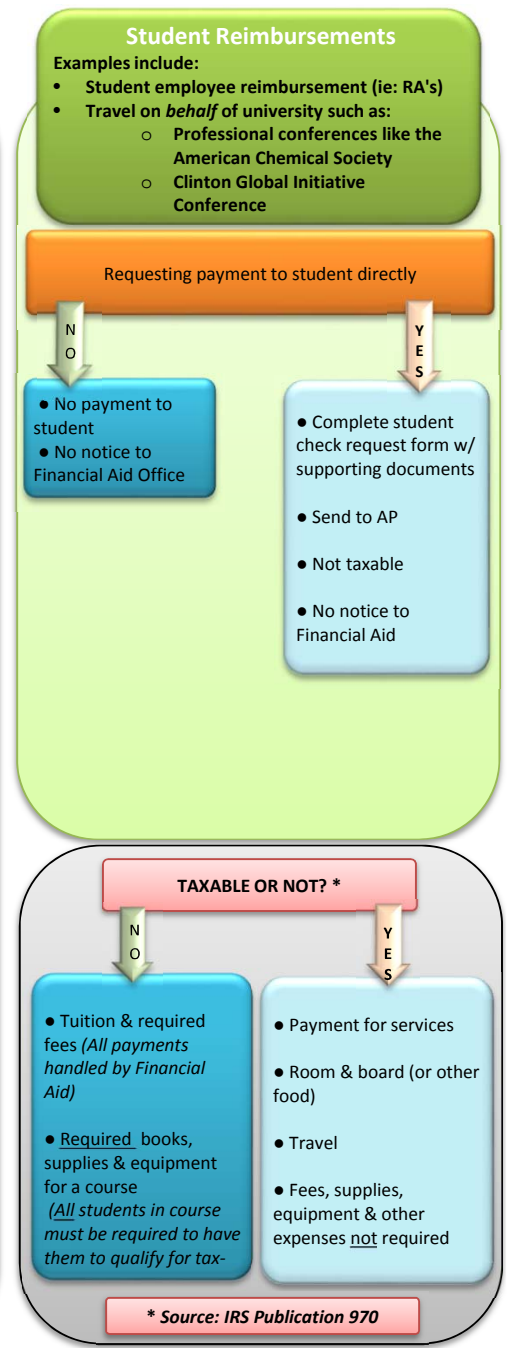 Student Reimbursements
Examples include:
• Student employee reimbursement (ie: RA's)
• Travel on behalf of university such as:
o Professional conferences like the
American Chemical Society
o Clinton Global Initiative
Conference
Requesting payment to student directly
N
O
Y
E
S
● No payment to
student
● No notice to
Financial Aid Office
● Complete student
check request form w/
supporting documents
● Send to AP
● Not taxable
● No notice to
Financial Aid
TAXABLE OR NOT? *
N
O
Y
E
S
● Tuition & required
fees (All payments
handled by Financial
Aid)
● Required books,
supplies & equipment
for a course
(All students in course
must be required to have
them to qualify for tax-
● Payment for services
● Room & board (or other
food)
● Travel
● Fees, supplies,
equipment & other
expenses not required
* Source: IRS Publication 970